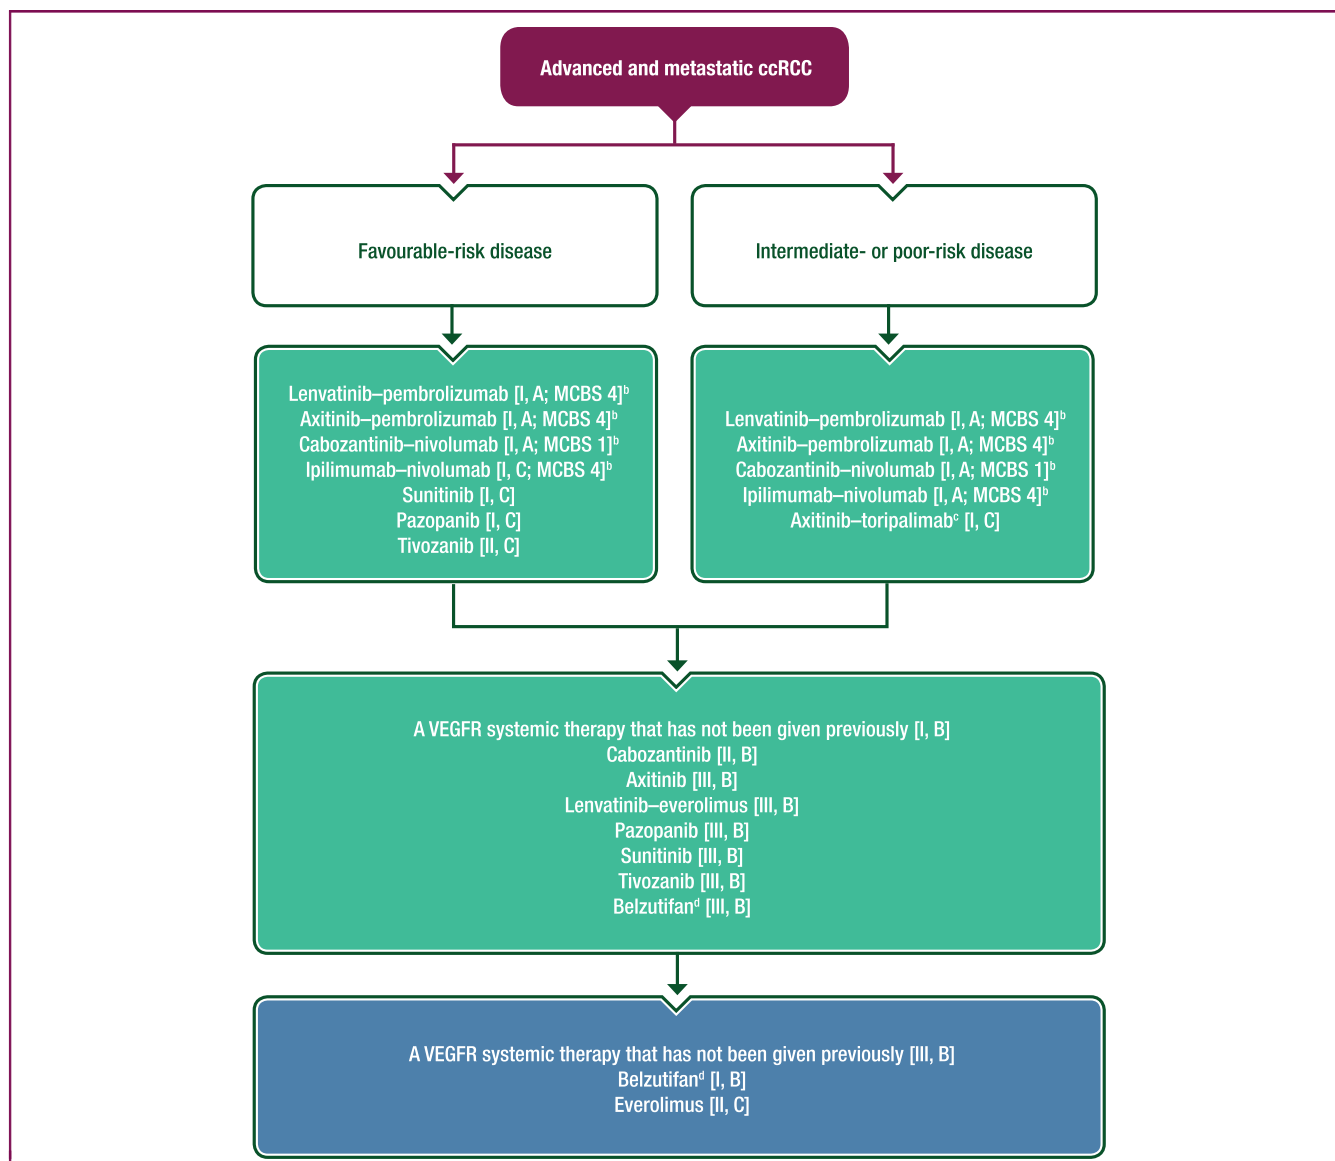 Advanced and metastatic ccRCC
Favourable-risk disease
Intermediate- or poor-risk disease
Lenvatinib–pembrolizumab [I, A; MCBS 4]ᵇ
Axitinib–pembrolizumab [I, A; MCBS 4]ᵇ
Cabozantinib–nivolumab [I, A; MCBS 1]ᵇ
Ipilimumab–nivolumab [I, C; MCBS 4]ᵇ
Sunitinib [I, C]
Pazopanib [I, C]
Tivozanib [II, C]
Lenvatinib–pembrolizumab [I, A; MCBS 4]ᵇ
Axitinib–pembrolizumab [I, A; MCBS 4]ᵇ
Cabozantinib–nivolumab [I, A; MCBS 1]ᵇ
Ipilimumab–nivolumab [I, A; MCBS 4]ᵇ
Axitinib–toripalimabᶜ [I, C]
A VEGFR systemic therapy that has not been given previously [I, B]
Cabozantinib [II, B]
Axitinib [III, B]
Lenvatinib–everolimus [III, B]
Pazopanib [III, B]
Sunitinib [III, B]
Tivozanib [III, B]
Belzutifanᵈ [III, B]
A VEGFR systemic therapy that has not been given previously [III, B]
Belzutifanᵈ [I, B]
Everolimus [II, C]